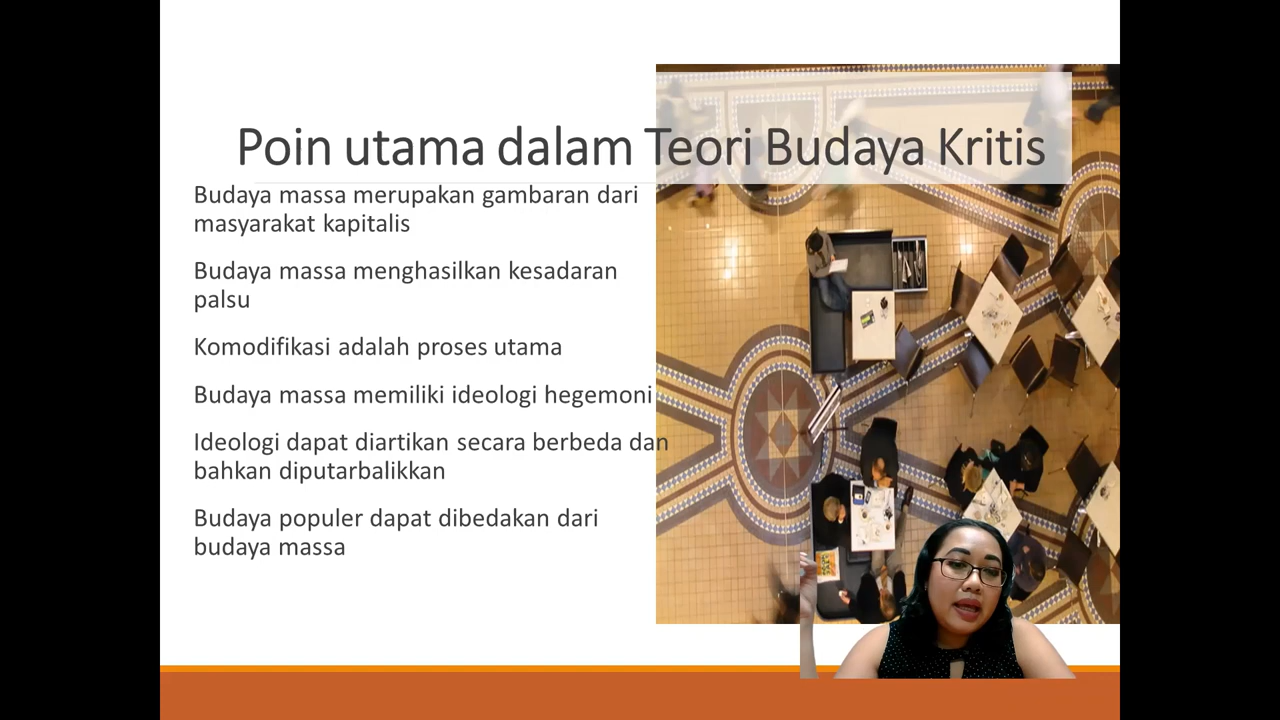 Poin utama dalam Teori Budaya Kritis
Budaya massa merupakan gambaran dari
masyarakat kapitalis
Budaya massa menghasilkan kesadaran
palsu
Komodifikasi adalah proses utama
Budaya massa memiliki ideologi hegemoni
Ideologi dapat diartikan secara berbeda dan
bahkan diputarbalikkan
Budaya populer dapat dibedakan dari
budaya massa